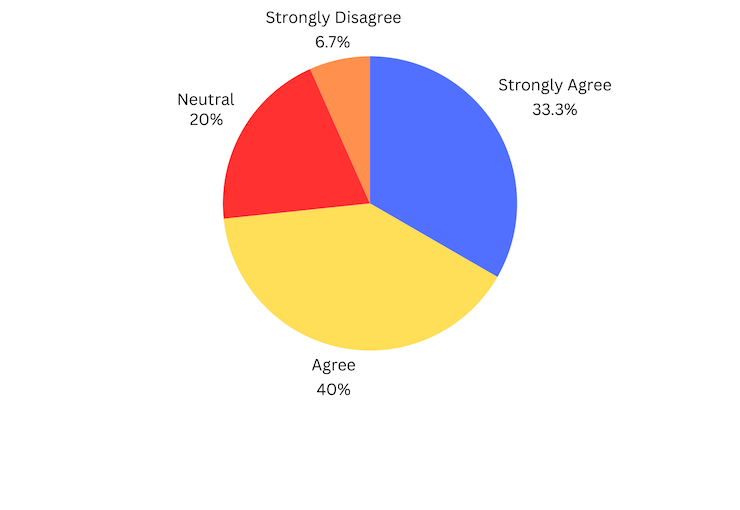 Strongly Disagree
6.7%
Strongly Agree
33.3%
Neutral
20%
Agree
40%